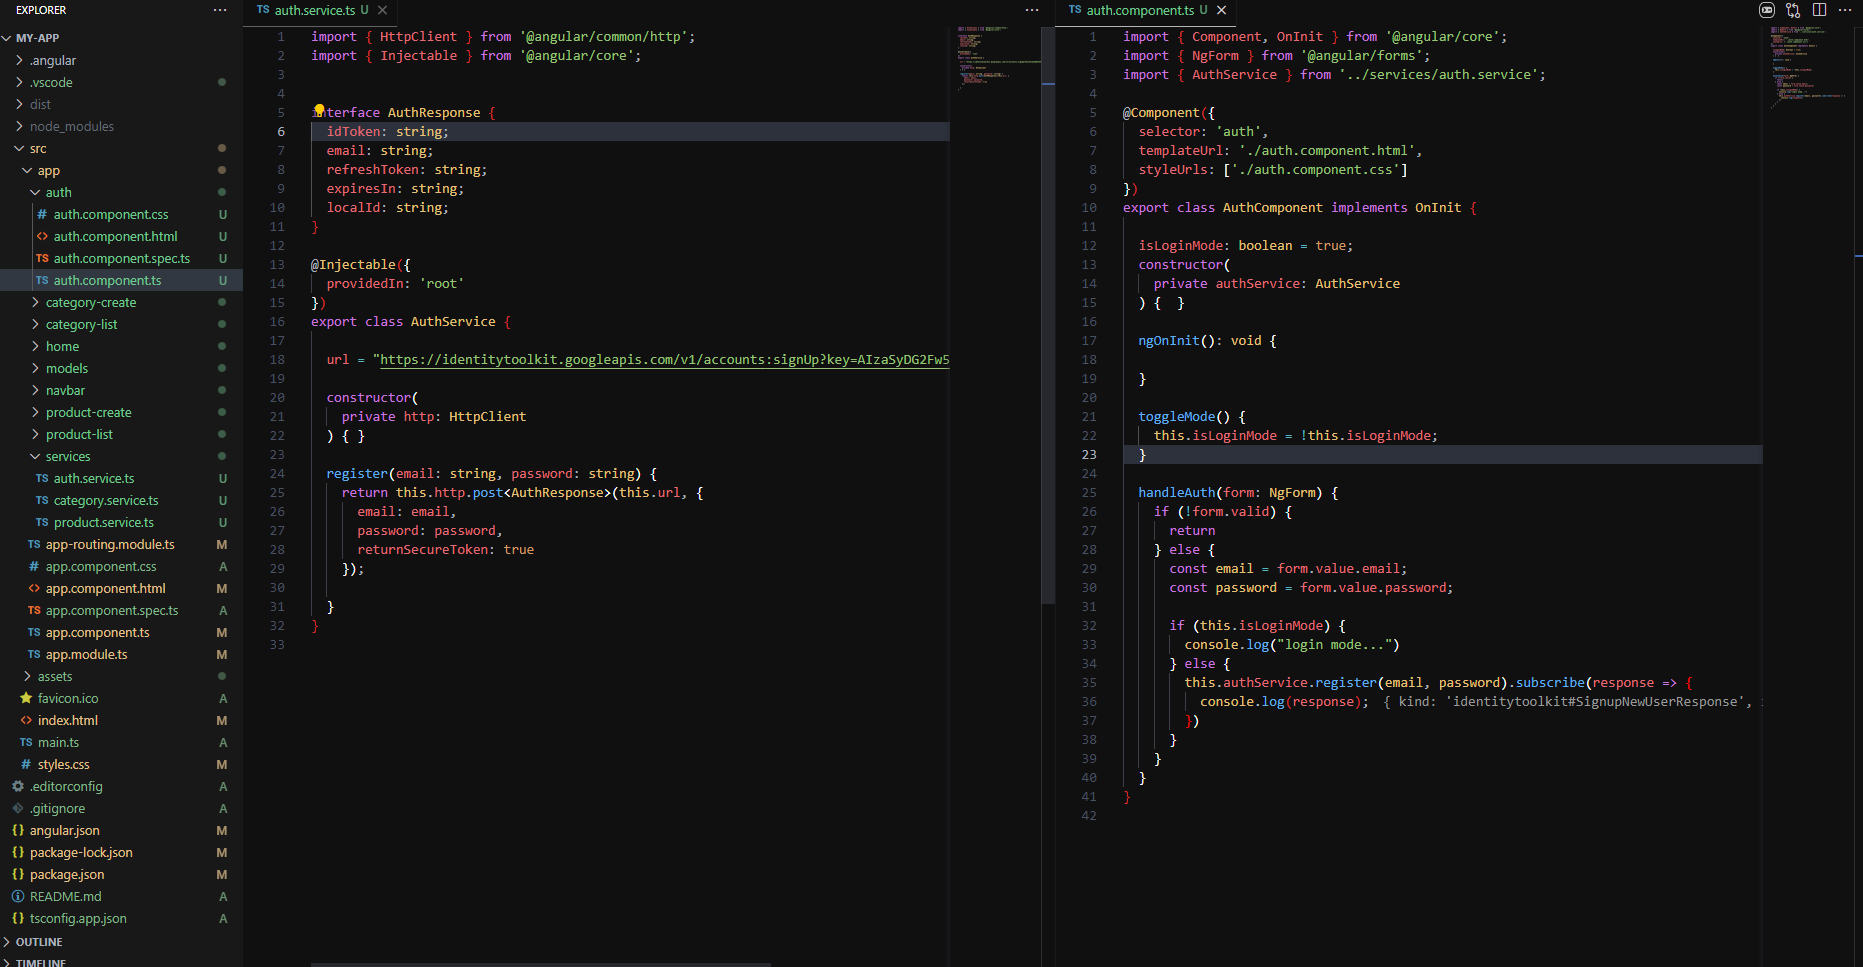 EXPLORER
MY-APP
.angular
.vscode
dist
node_modules
src
app
auth
auth.component.css U
auth.component.html U
auth.component.spec.ts U
auth.component.ts U
category-create
category-list
home
models
navbar
product-create
product-list
services
auth.service.ts U
category.service.ts U
product.service.ts U
app-routing.module.ts M
app.component.css A
app.component.html M
app.component.spec.ts A
app.component.ts M
app.module.ts M
assets
favicon.ico A
index.html M
main.ts A
styles.css M
.editorconfig A
.gitignore A
angular.json M
package-lock.json M
package.json M
README.md A
tsconfig.app.json A
OUTLINE
TIMELINE
TS auth.service.ts U
1 import { HttpClient } from '@angular/common/http';
2 import { Injectable } from '@angular/core';
3
4
5 interface AuthResponse {
6 idToken: string;
7 email: string;
8 refreshToken: string;
9 expiresIn: string;
10 localId: string;
11 }
12
13 @Injectable({
14 providedIn: 'root'
15 })
16 export class AuthService {
17
18 url = "https://identitytoolkit.googleapis.com/v1/accounts:signUp?key=AIzaSyDG2Fw5
19
20 constructor(
21 private http: HttpClient
22 ) { }
23
24 register(email: string, password: string) {
25 return this.http.post<AuthResponse>(this.url, {
26 email: email,
27 password: password,
28 returnSecureToken: true
29 });
30
31 }
32 }
33
TS auth.component.ts U
1 import { Component, OnInit } from '@angular/core';
2 import { NgForm } from '@angular/forms';
3 import { AuthService } from '../services/auth.service';
4
5 @Component({
6 selector: 'auth',
7 templateUrl: './auth.component.html',
8 styleUrls: ['./auth.component.css']
9 })
10 export class AuthComponent implements OnInit {
11
12 isLoginMode: boolean = true;
13 constructor(
14 private authService: AuthService
15 ) { }
16
17 ngOnInit(): void {
18
19 }
20
21 toggleMode() {
22 this.isLoginMode = !this.isLoginMode;
23 }
24
25 handleAuth(form: NgForm) {
26 if (!form.valid) {
27 return
28 } else {
29 const email = form.value.email;
30 const password = form.value.password;
31
32 if (this.isLoginMode) {
33 console.log("login mode...")
34 } else {
35 this.authService.register(email, password).subscribe(response => {
36 console.log(response); { kind: 'identitytoolkit#SignupNewUserResponse',
37 })
38 }
39 }
40 }
41 }
42